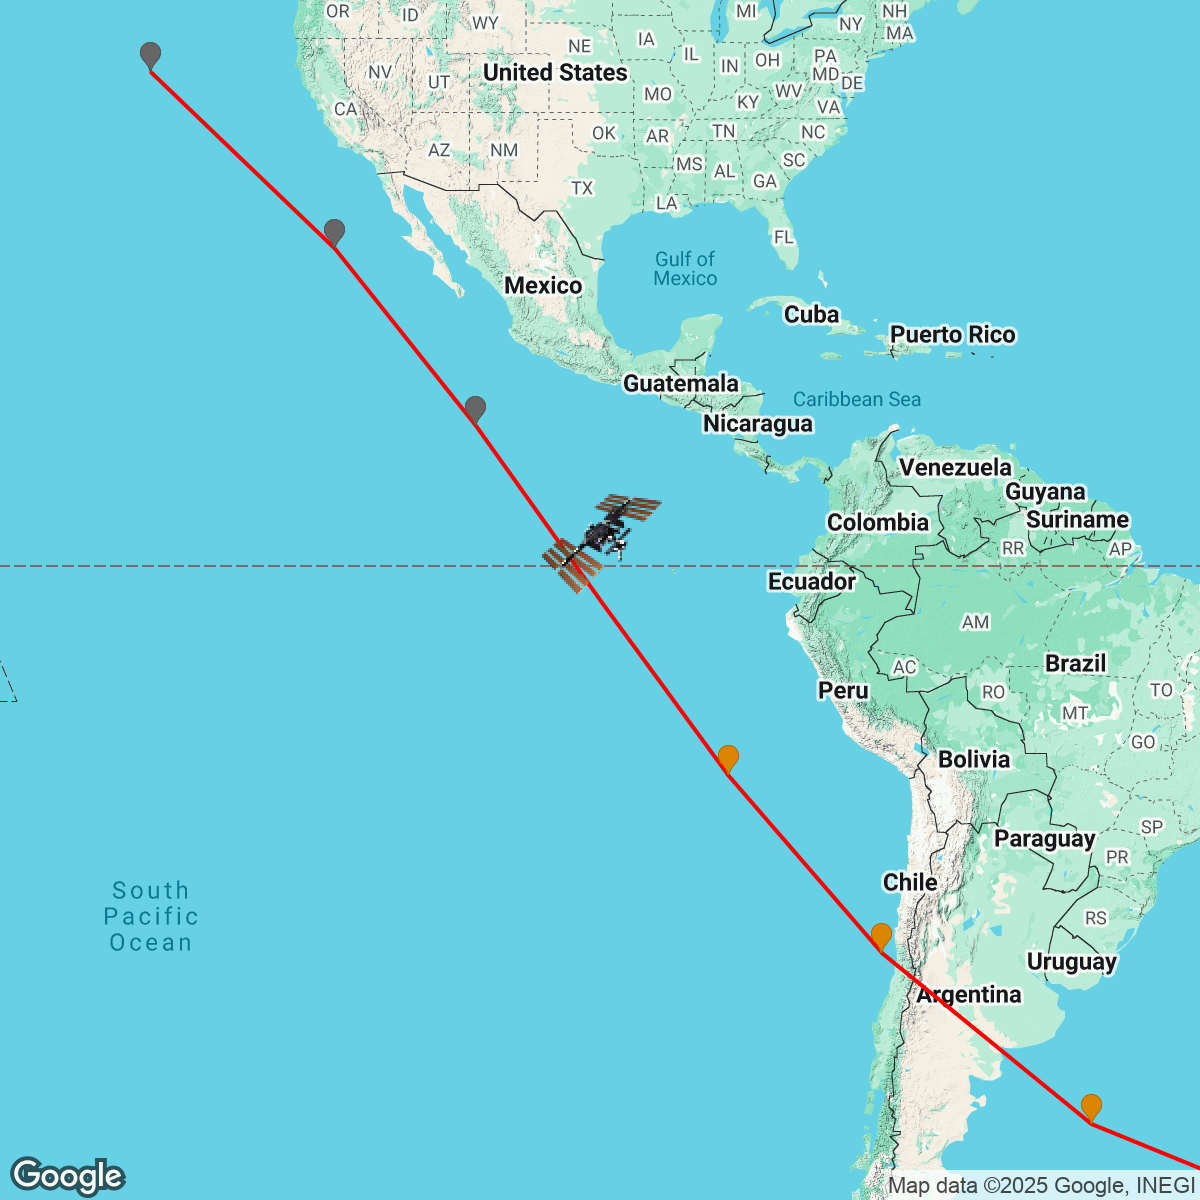 OR
ID
WY
MI
NY
NH
MA
NE
IA
IL
IN
OH
PA
MD
DE
NV
UT
United States
CA
MO
KY
WV
VA
AZ
NM
OK
AR
TN
NC
MS
AL
SC
GA
TX
LA
FL
Gulf of
Mexico
Mexico
Cuba
Puerto Rico
Guatemala
Caribbean Sea
Nicaragua
Venezuela
Guyana
Suriname
Colombia
RR
AP
Ecuador
AM
AC
Brazil
Peru
RO
TO
MT
GO
Bolivia
SP
Paraguay
PR
Chile
RS
South
Pacific
Ocean
Uruguay
Argentina
Google
Map data ©2025 Google, INEGI